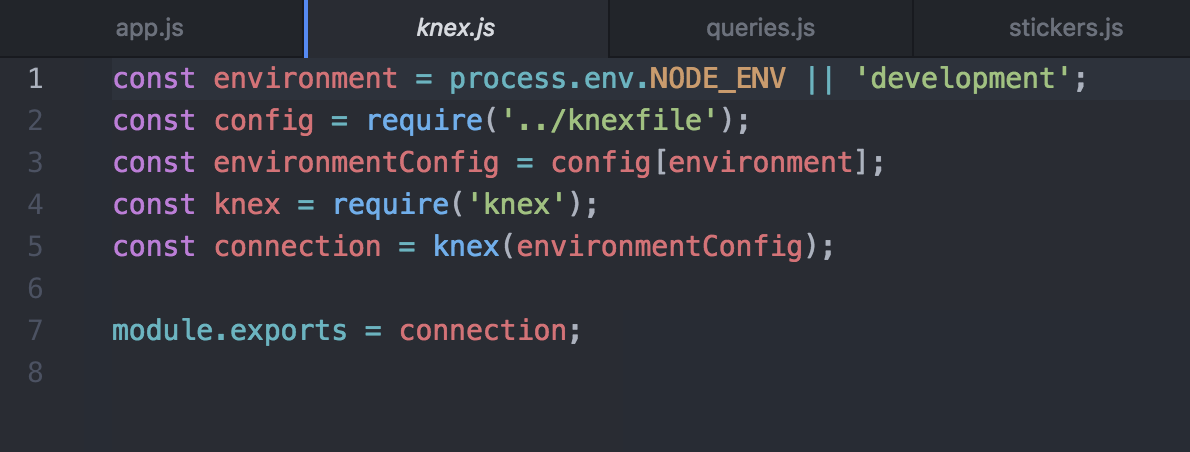 app.js knex.js queries.js stickers.js
1 const environment = process.env.NODE_ENV || 'development';
2 const config = require('../knexfile');
3 const environmentConfig = config[environment];
4 const knex = require('knex');
5 const connection = knex(environmentConfig);
6
7 module.exports = connection;
8